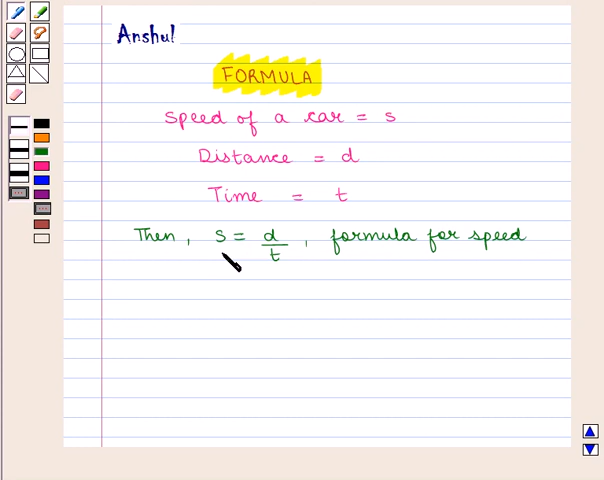 Anshul
FORMULA
Speed of a car = s
Distance = d
Time = t
Then, s = d/t, formula for speed